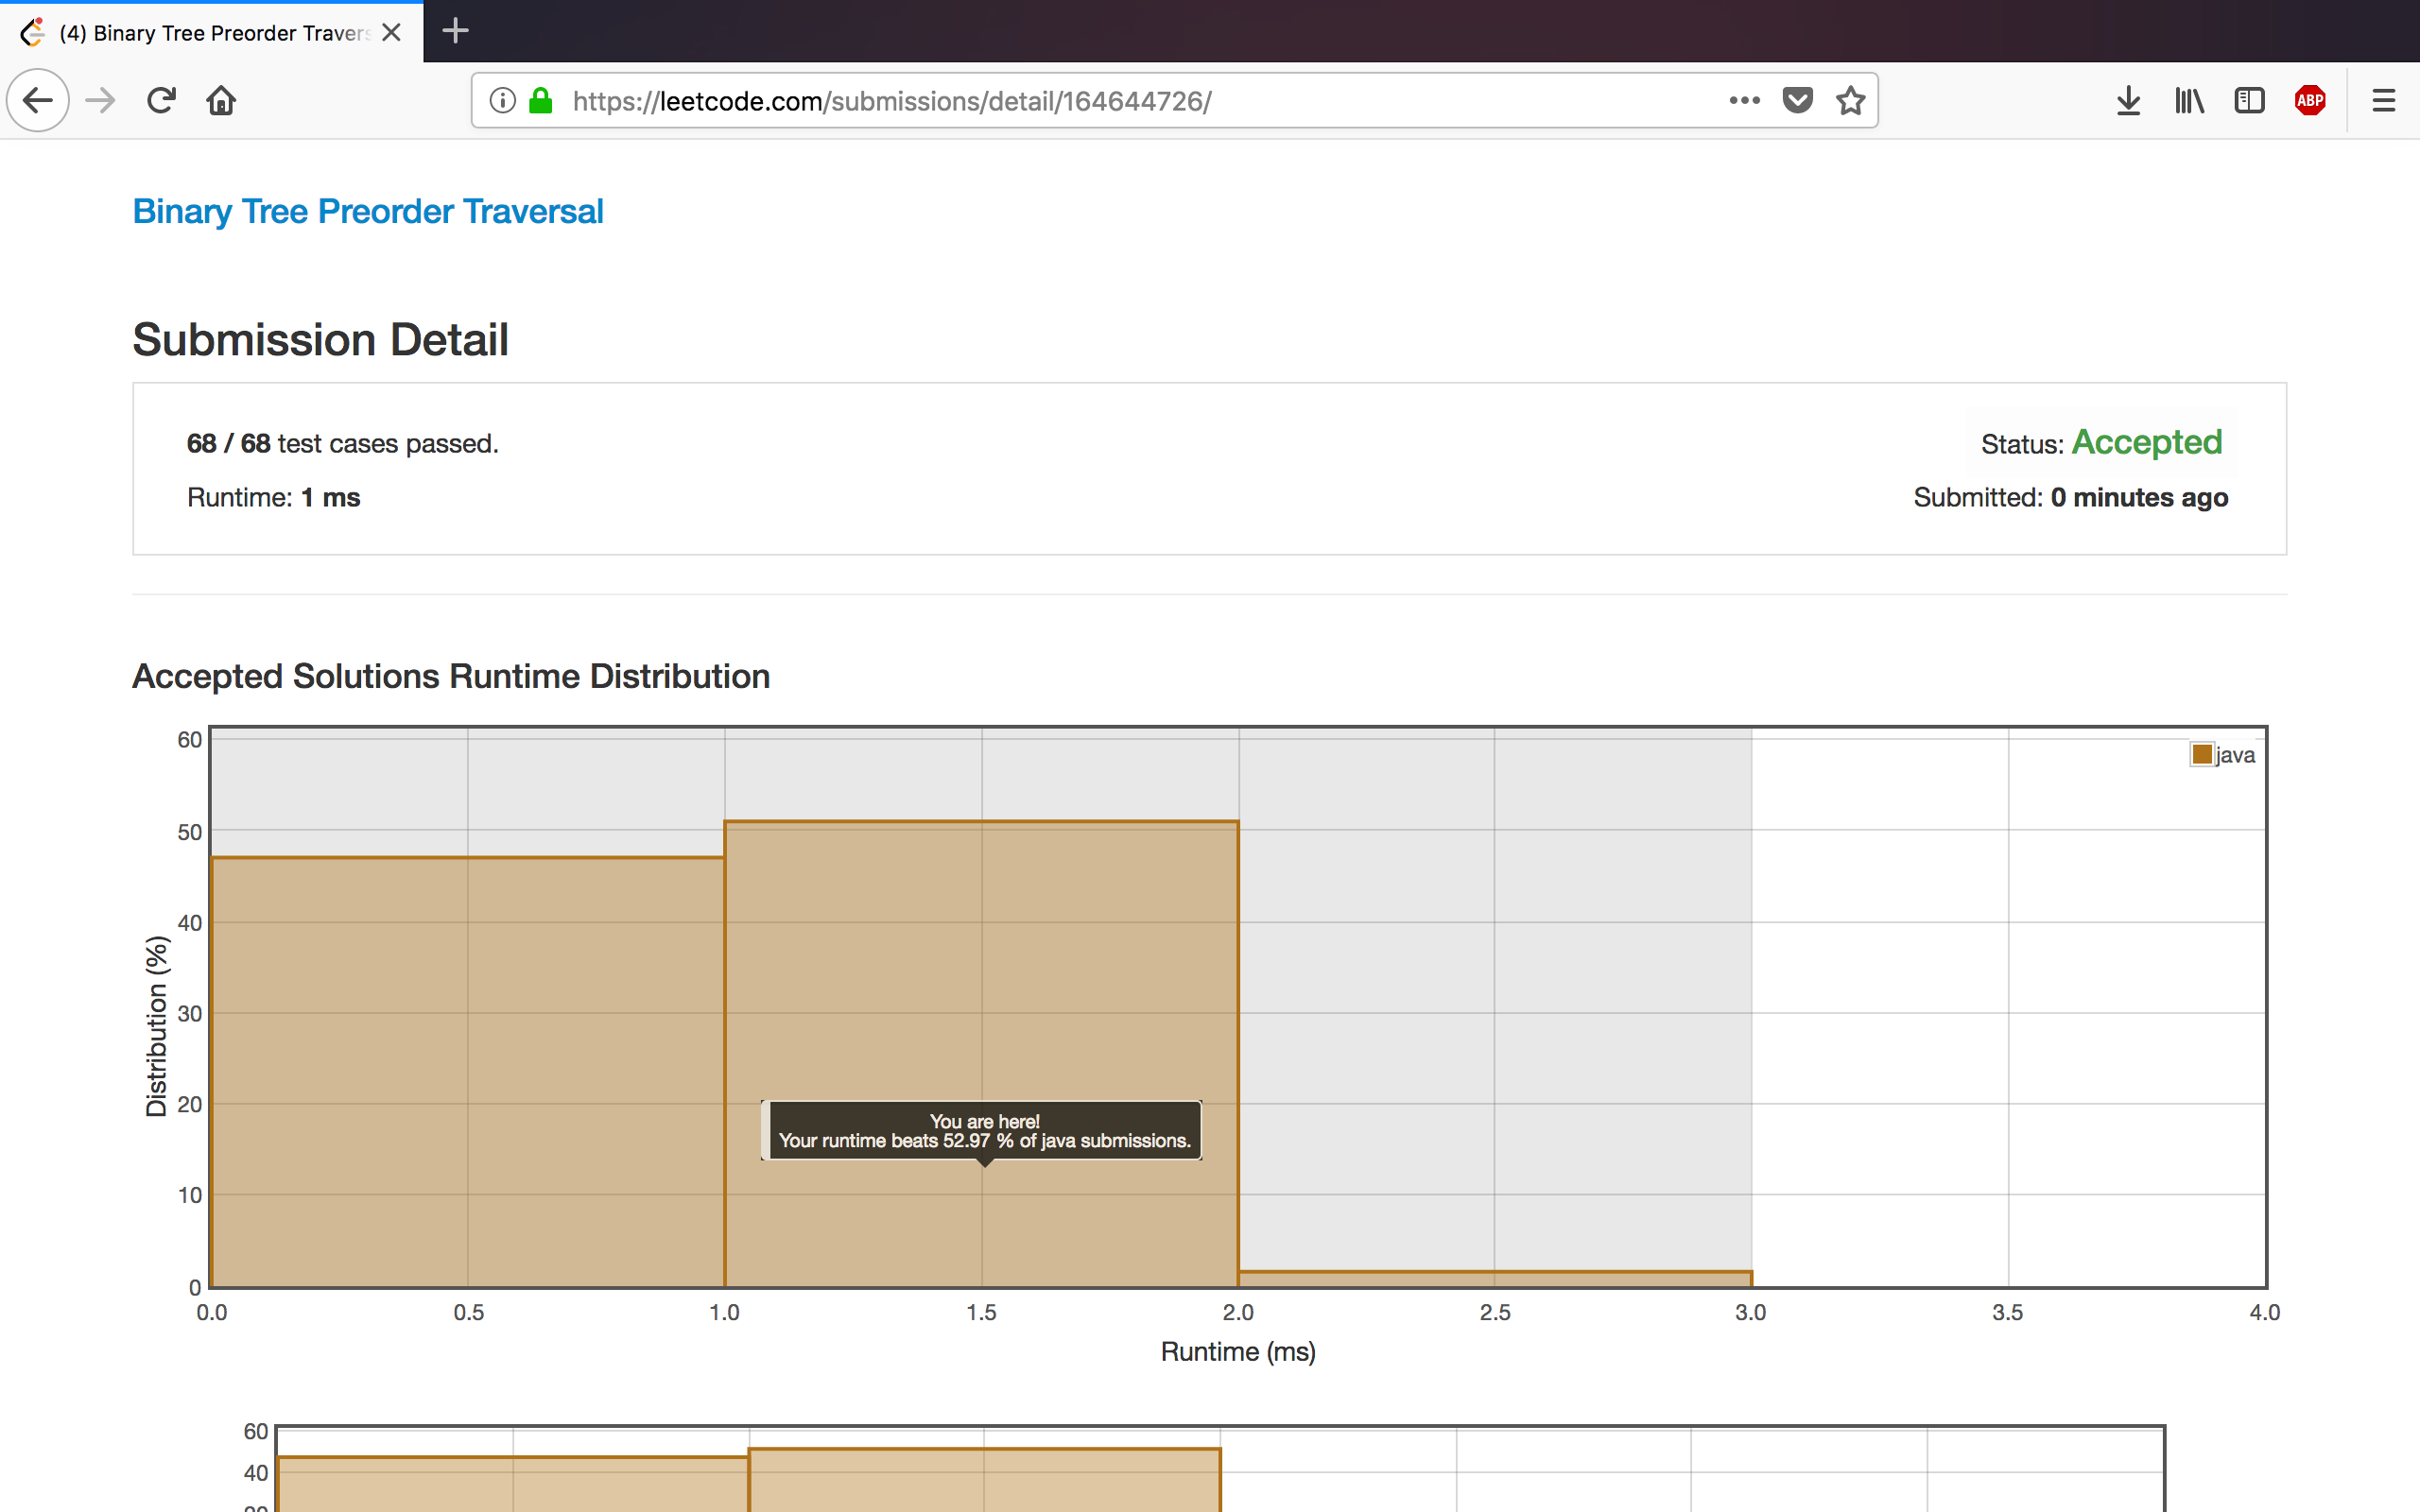 (4) Binary Tree Preorder Travers
https://leetcode.com/submissions/detail/164644726/
ABP
Binary Tree Preorder Traversal
Submission Detail
68 / 68 test cases passed.
Status: Accepted
Runtime: 1 ms
Submitted: 0 minutes ago
Accepted Solutions Runtime Distribution
60
java
50
40
30
20
10
0
Distribution (%)
You are here!
Your runtime beats 52.97 % of java submissions.
0.0 0.5 1.0 1.5 2.0 2.5 3.0 3.5 4.0
Runtime (ms)
60
40